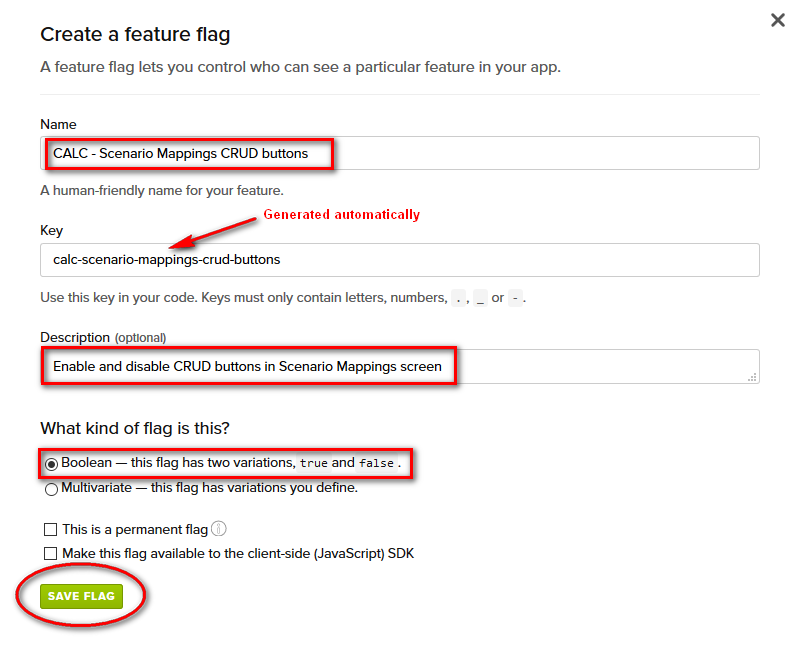 Create a feature flag
A feature flag lets you control who can see a particular feature in your app.
Name
CALC - Scenario Mappings CRUD buttons
A human-friendly name for your feature.
Generated automatically
Key
calc-scenario-mappings-crud-buttons
Use this key in your code. Keys must only contain letters, numbers, . , _ or - .
Description (optional)
Enable and disable CRUD buttons in Scenario Mappings screen
What kind of flag is this?
Boolean — this flag has two variations, true and false .
Multivariate — this flag has variations you define.
This is a permanent flag
Make this flag available to the client-side (JavaScript) SDK
SAVE FLAG